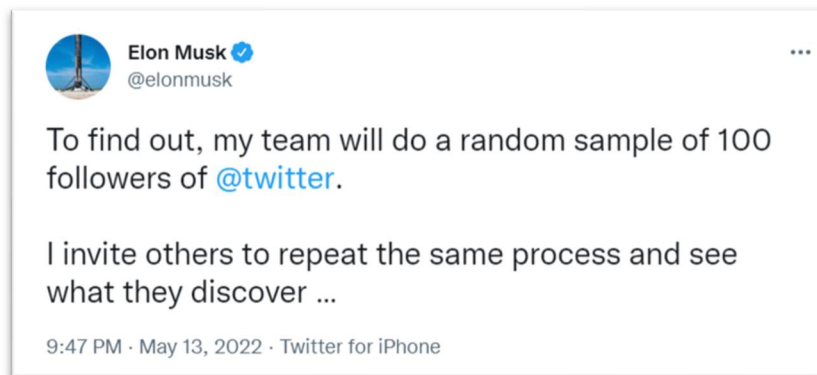 Elon Musk
@elonmusk
To find out, my team will do a random sample of 100
followers of @twitter.
I invite others to repeat the same process and see
what they discover ...
9:47 PM · May 13, 2022 · Twitter for iPhone